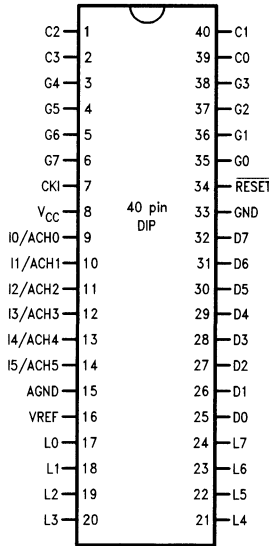 C2 1 40 C1
C3 2 39 C0
G4 3 38 G3
G5 4 37 G2
G6 5 36 G1
G7 6 35 G0
CKI 7 34 RESET
VCC 8 40 pin 33 GND
DIP
I0/ACH0 9 32 D7
I1/ACH1 10 31 D6
I2/ACH2 11 30 D5
I3/ACH3 12 29 D4
I4/ACH4 13 28 D3
I5/ACH5 14 27 D2
AGND 15 26 D1
VREF 16 25 D0
L0 17 24 L7
L1 18 23 L6
L2 19 22 L5
L3 20 21 L4